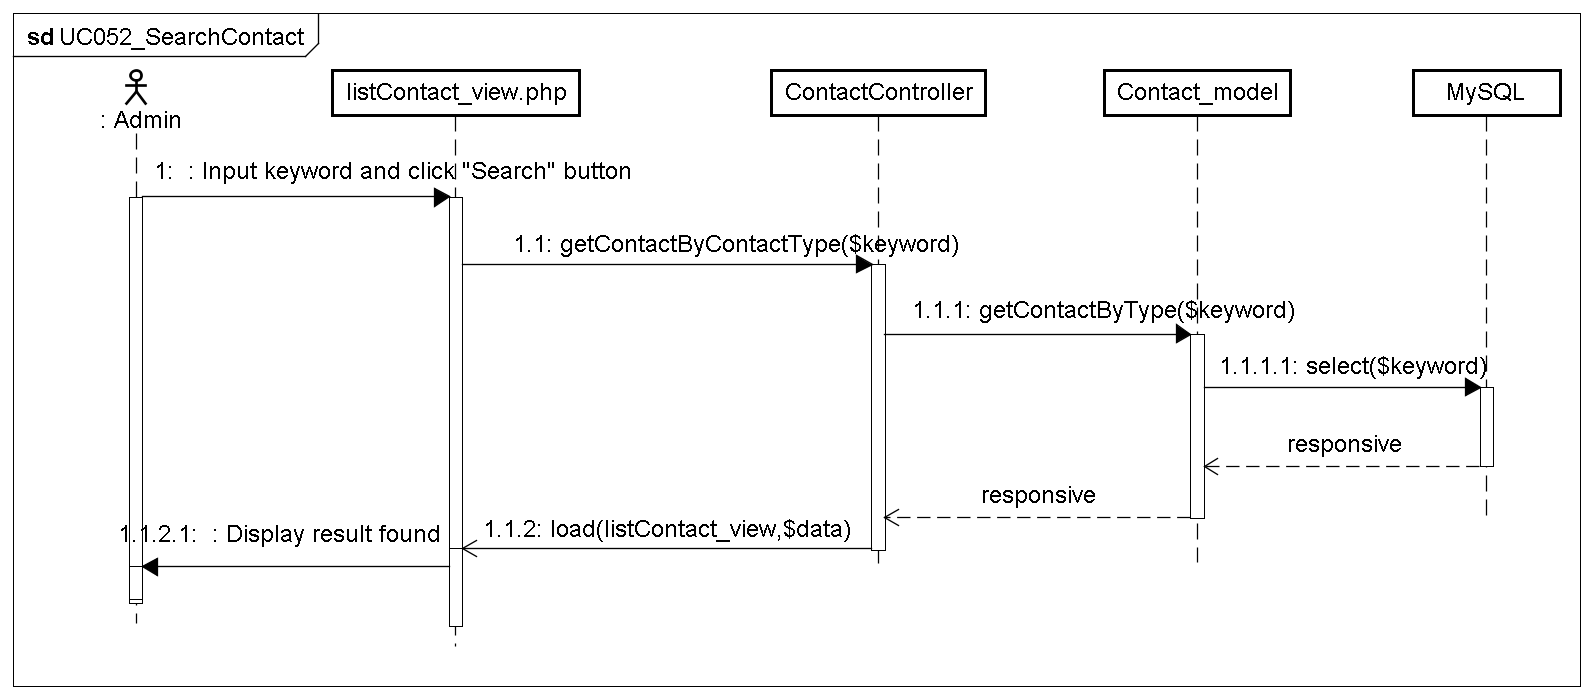 sd UC052_SearchContact
: Admin
listContact_view.php
ContactController
Contact_model
MySQL
1:  : Input keyword and click "Search" button
1.1: getContactByContactType($keyword)
1.1.1: getContactByType($keyword)
1.1.1.1: select($keyword)
responsive
responsive
1.1.2: load(listContact_view,$data)
1.1.2.1:  : Display result found